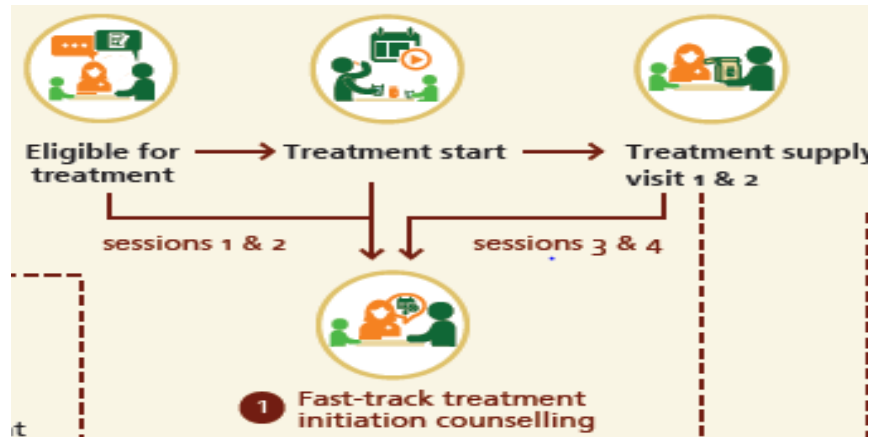 Eligible for
treatment
Treatment start
Treatment supply
visit 1 & 2
sessions 1 & 2
sessions 3 & 4
1 Fast-track treatment
initiation counselling